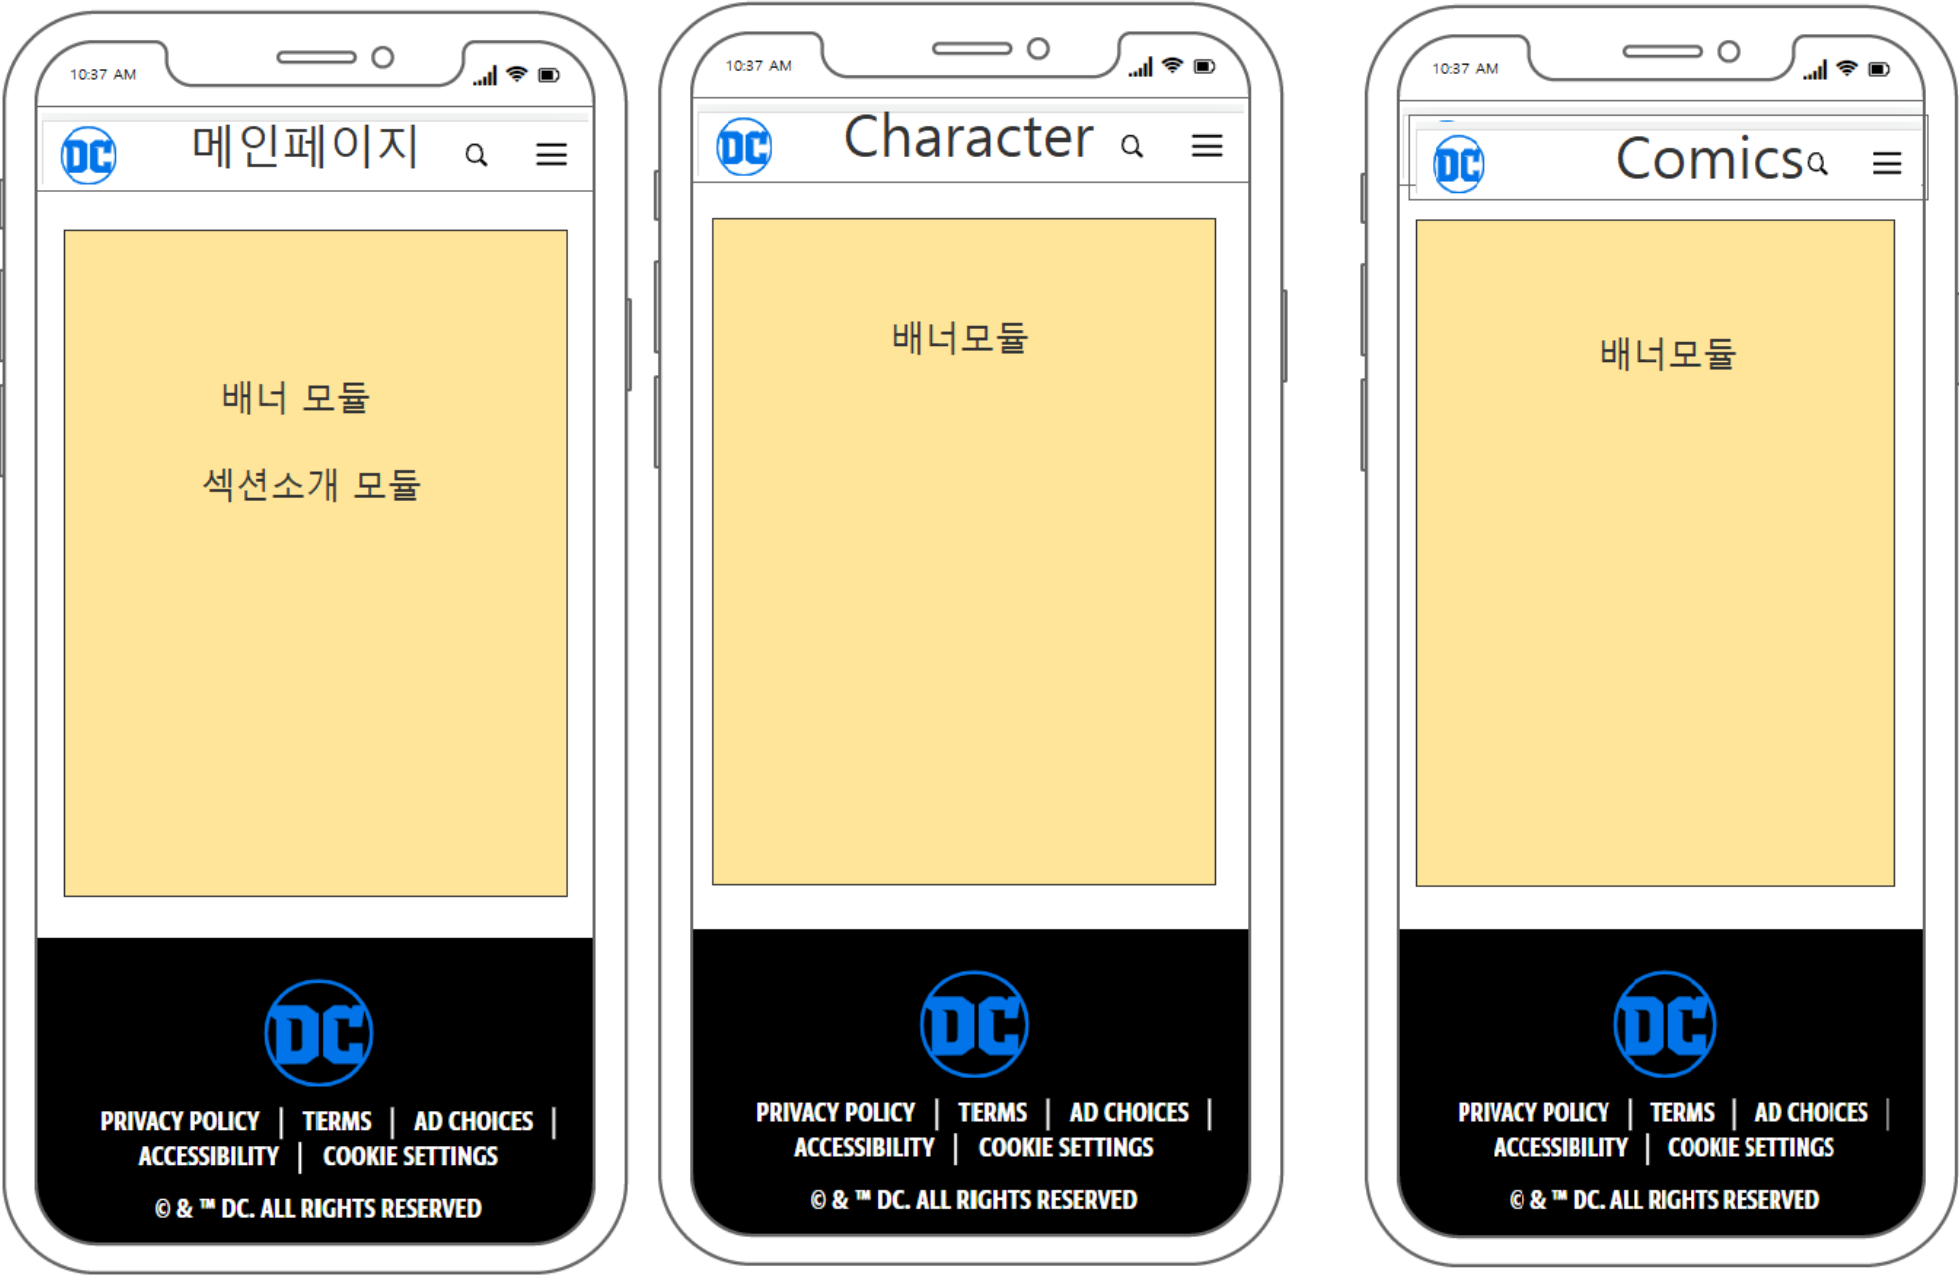 10:37 AM
DC 메인페이지
배너 모듈
섹션소개 모듈
DC
PRIVACY POLICY | TERMS | AD CHOICES |
ACCESSIBILITY | COOKIE SETTINGS
© & ™ DC. ALL RIGHTS RESERVED
10:37 AM
DC Character
배너모듈
DC
PRIVACY POLICY | TERMS | AD CHOICES |
ACCESSIBILITY | COOKIE SETTINGS
© & ™ DC. ALL RIGHTS RESERVED
10:37 AM
DC Comics
배너모듈
DC
PRIVACY POLICY | TERMS | AD CHOICES |
ACCESSIBILITY | COOKIE SETTINGS
© & ™ DC. ALL RIGHTS RESERVED